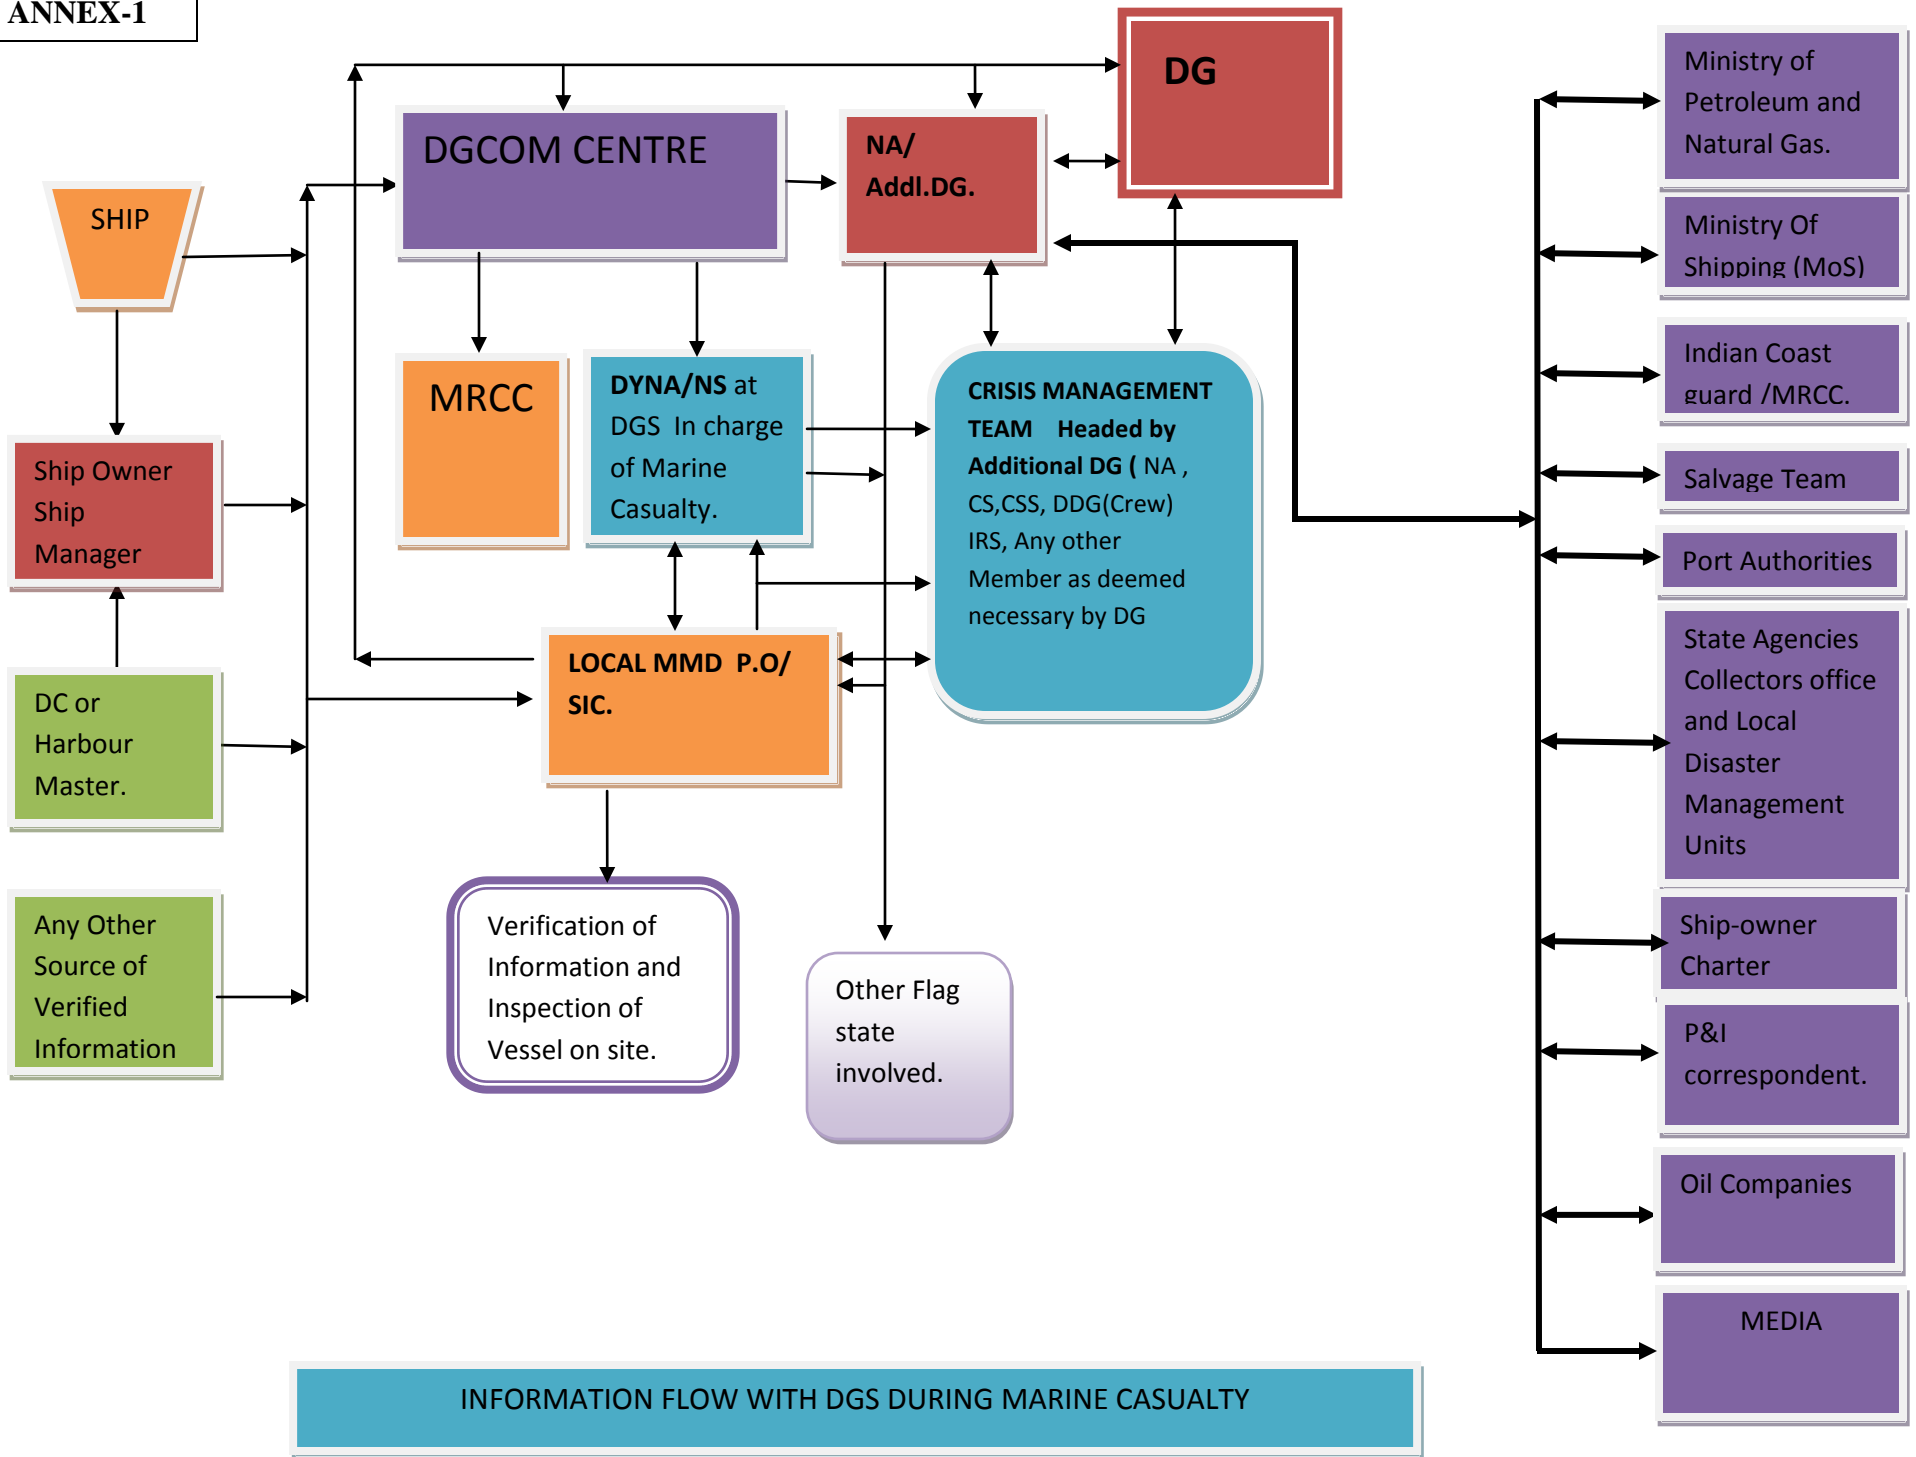 ANNEX-1
DG
DGCOM CENTRE
NA/
Addl.DG.
SHIP
MRCC
DYNA/NS at
DGS In charge
of Marine
Casualty.
CRISIS MANAGEMENT
TEAM Headed by
Additional DG ( NA ,
CS,CSS, DDG(Crew)
IRS, Any other
Member as deemed
necessary by DG
Ship Owner
Ship
Manager
LOCAL MMD P.O/
SIC.
DC or
Harbour
Master.
Any Other
Source of
Verified
Information
Verification of
Information and
Inspection of
Vessel on site.
Other Flag
state
involved.
Ministry of
Petroleum and
Natural Gas.
Ministry Of
Shipping (MoS)
Indian Coast
guard /MRCC.
Salvage Team
Port Authorities
State Agencies
Collectors office
and Local
Disaster
Management
Units
Ship-owner
Charter
P&I
correspondent.
Oil Companies
MEDIA
INFORMATION FLOW WITH DGS DURING MARINE CASUALTY